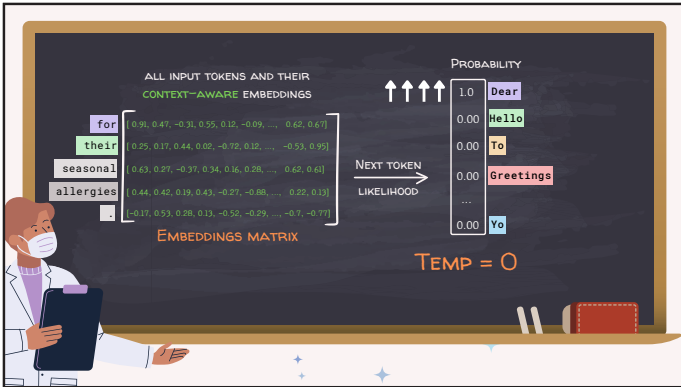 ALL INPUT TOKENS AND THEIR
CONTEXT-AWARE EMBEDDINGS
for [ 0.91, 0.47, -0.31, 0.55, 0.12, -0.09, ..., 0.62, 0.67]
their [ 0.25, 0.17, 0.44, 0.02, -0.72, 0.12, ..., -0.53, 0.95]
seasonal [ 0.63, 0.27, -0.37, 0.34, 0.16, 0.28, ..., 0.62, 0.61]
allergies [ 0.44, 0.42, 0.19, 0.43, -0.27, -0.88, ..., 0.22, 0.13]
. [-0.17, 0.53, 0.28, 0.13, -0.52, -0.29, ..., -0.7, -0.77]
EMBEDDINGS MATRIX
NEXT TOKEN
LIKELIHOOD
PROBABILITY
1.0 Dear
0.00 Hello
0.00 To
0.00 Greetings
...
0.00 Yo
TEMP = 0